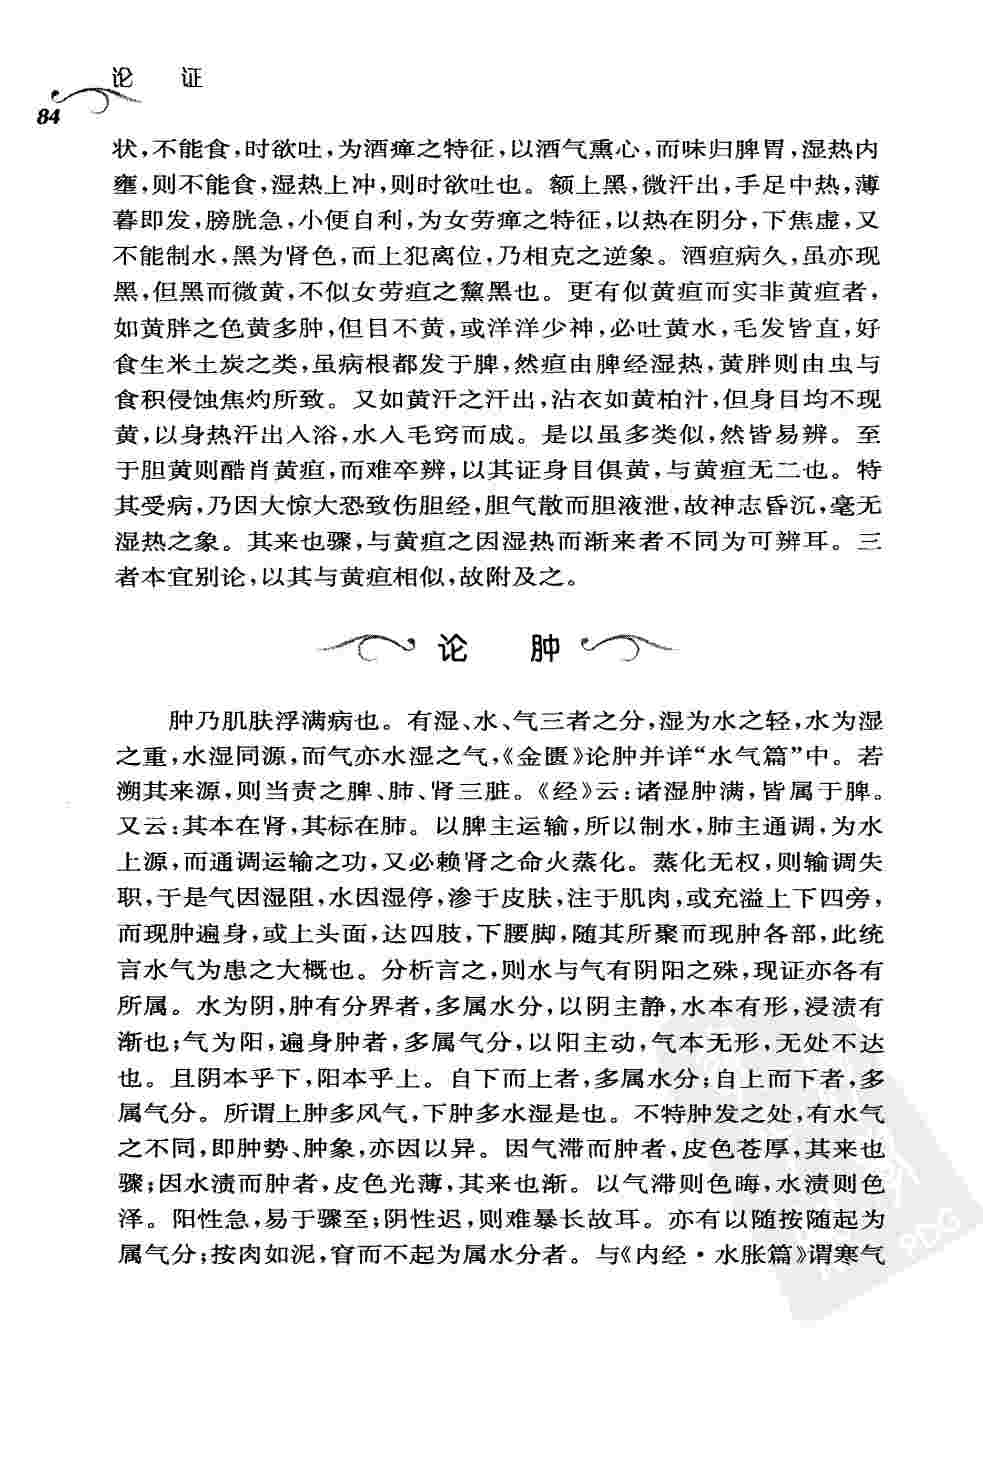 论　证
84
状,不能食,时欲吐,为酒瘅之特征,以酒气熏心,而味归脾胃,湿热内
壅,则不能食,湿热上冲,则时欲吐也。额上黑,微汗出,手足中热,薄
暮即发,膀胱急,小便自利,为女劳瘅之特征,以热在阴分,下焦虚,又
不能制水,黑为肾色,而上犯离位,乃相克之逆象。酒疸病久,虽亦现
黑,但黑而微黄,不似女劳疸之黧黑也。更有似黄疸而实非黄疸者,
如黄胖之色黄多肿,但目不黄,或洋洋少神,必吐黄水,毛发皆直,好
食生米土炭之类,虽病根都发于脾,然疸由脾经湿热,黄胖则由虫与
食积侵蚀焦灼所致。又如黄汗之汗出,沾衣如黄柏汁,但身目均不现
黄,以身热汗出入浴,水入毛窍而成。是以虽多类似,然皆易辨。至
于胆黄则酷肖黄疸,而难卒辨,以其证身目俱黄,与黄疸无二也。特
其受病,乃因大惊大恐致伤胆经,胆气散而胆液泄,故神志昏沉,毫无
湿热之象。其来也骤,与黄疸之因湿热而渐来者不同为可辨耳。三
者本宜别论,以其与黄疸相似,故附及之。
论　肿
肿乃肌肤浮满病也。有湿、水、气三者之分,湿为水之轻,水为湿
之重,水湿同源,而气亦水湿之气,《金匮》论肿并详“水气篇”中。若
溯其来源,则当责之脾、肺、肾三脏。《经》云:诸湿肿满,皆属于脾。
又云:其本在肾,其标在肺。以脾主运输,所以制水,肺主通调,为水
上源,而通调运输之功,又必赖肾之命火蒸化。蒸化无权,则输调失
职,于是气因湿阻,水因湿停,渗于皮肤,注于肌肉,或充溢上下四旁,
而现肿遍身,或上头面,达四肢,下腰脚,随其所聚而现肿各部,此统
言水气为患之大概也。分析言之,则水与气有阴阳之殊,现证亦各有
所属。水为阴,肿有分界者,多属水分,以阴主静,水本有形,浸渍有
渐也;气为阳,遍身肿者,多属气分,以阳主动,气本无形,无处不达
也。且阴本乎下,阳本乎上。自下而上者,多属水分;自上而下者,多
属气分。所谓上肿多风气,下肿多水湿是也。不特肿发之处,有水气
之不同,即肿势、肿象,亦因以异。因气滞而肿者,皮色苍厚,其来也
骤;因水渍而肿者,皮色光薄,其来也渐。以气滞则色晦,水渍则色
泽。阳性急,易于骤至;阴性迟,则难暴长故耳。亦有以随按随起为
属气分;按肉如泥,窅而不起为属水分者。与《内经·水胀篇》谓寒气
PDG